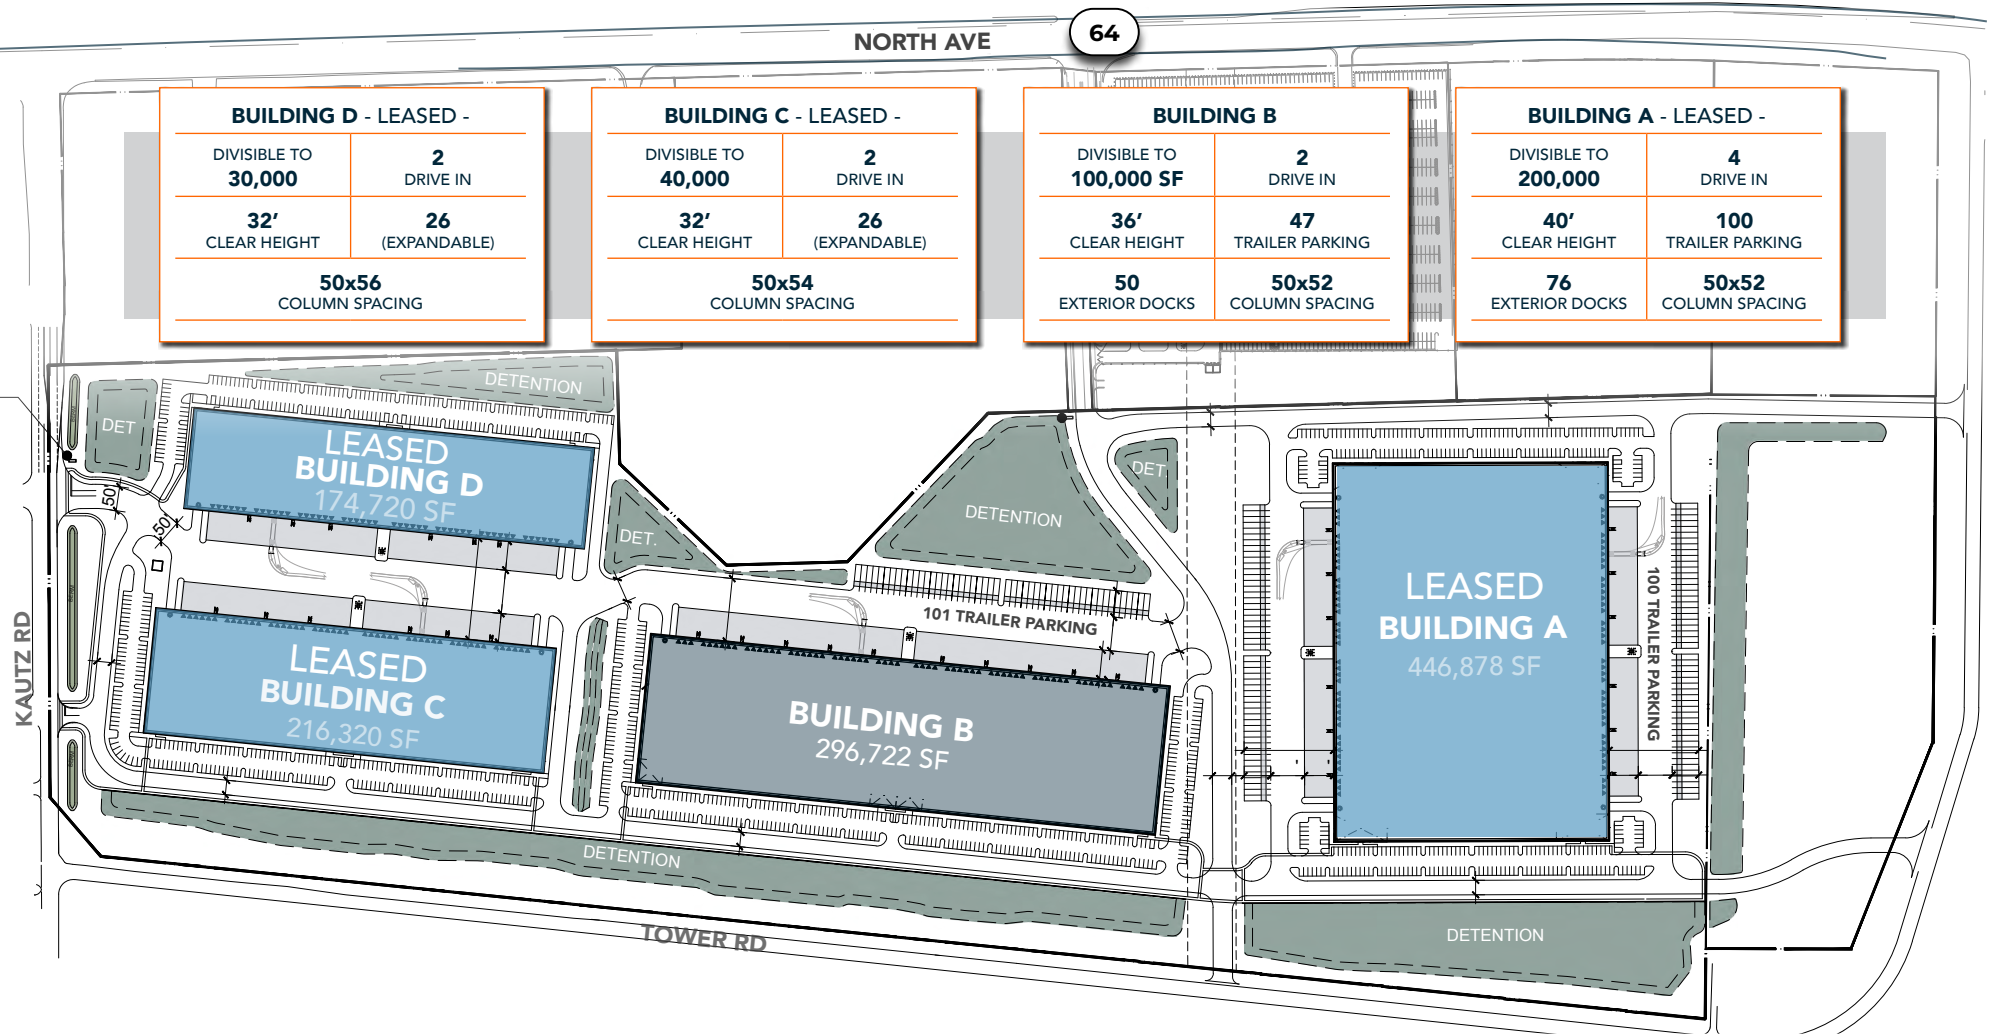 NORTH AVE
64
BUILDING D - LEASED -
DIVISIBLE TO
30,000
2
DRIVE IN
32'
CLEAR HEIGHT
26
(EXPANDABLE)
50x56
COLUMN SPACING
BUILDING C - LEASED -
DIVISIBLE TO
40,000
2
DRIVE IN
32'
CLEAR HEIGHT
26
(EXPANDABLE)
50x54
COLUMN SPACING
BUILDING B
DIVISIBLE TO
100,000 SF
2
DRIVE IN
36'
CLEAR HEIGHT
47
TRAILER PARKING
50
EXTERIOR DOCKS
50x52
COLUMN SPACING
BUILDING A - LEASED -
DIVISIBLE TO
200,000
4
DRIVE IN
40'
CLEAR HEIGHT
100
TRAILER PARKING
76
EXTERIOR DOCKS
50x52
COLUMN SPACING
DETENTION
DET
LEASED
BUILDING D
174,720 SF
50'
50'
DET.
DETENTION
DET.
101 TRAILER PARKING
LEASED
BUILDING A
446,878 SF
100 TRAILER PARKING
KAUTZ RD
LEASED
BUILDING C
216,320 SF
BUILDING B
296,722 SF
DETENTION
DETENTION
TOWER RD